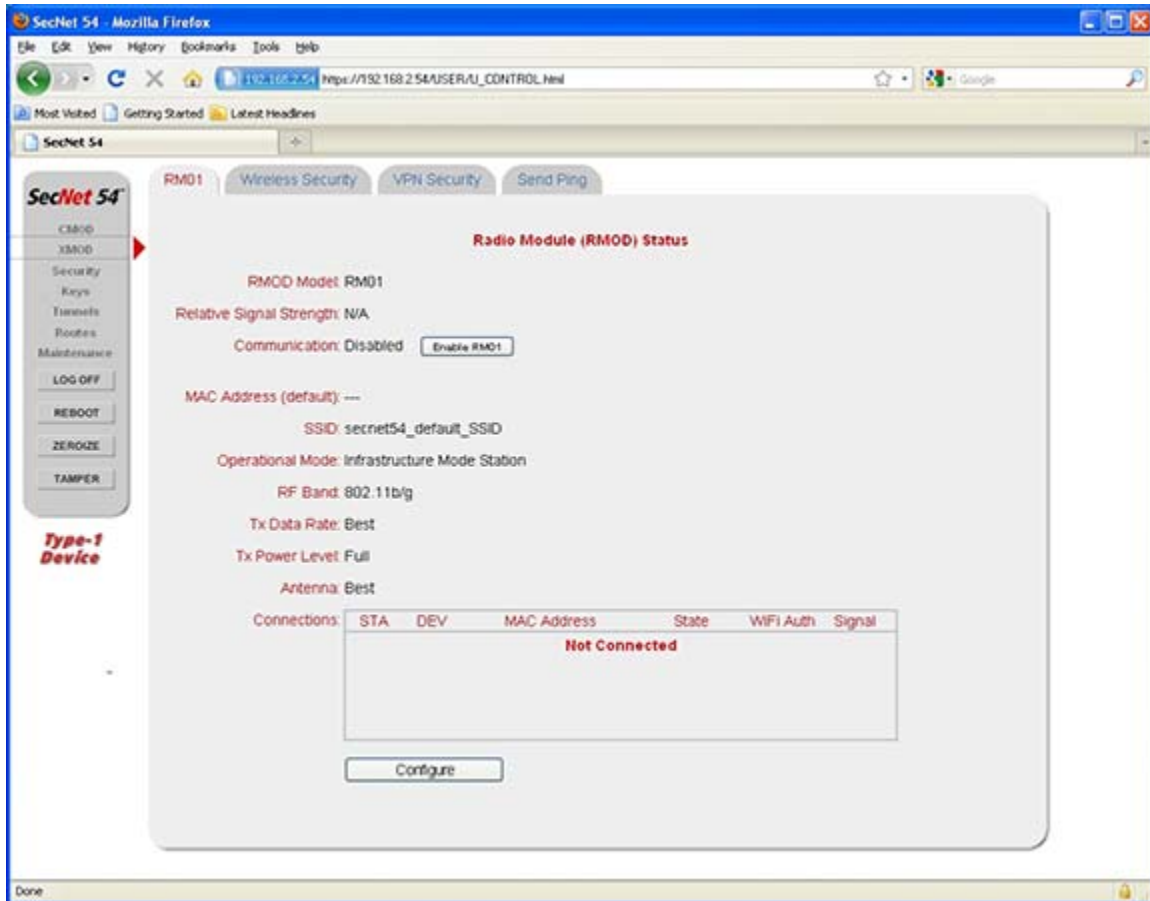 SecNet 54 - Mozilla Firefox
File Edit View History Bookmarks Tools Help
192.168.2.54 https://192.168.2.54/USER/U_CONTROL.html
Google
Most Visited Getting Started Latest Headlines
SecNet 54
SecNet 54™
CMOD
XMOD
Security
Keys
Tunnels
Routes
Maintenance
LOG OFF
REBOOT
ZEROIZE
TAMPER
Type-1
Device
RM01 Wireless Security VPN Security Send Ping
Radio Module (RMOD) Status
RMOD Model: RM01
Relative Signal Strength: N/A
Communication: Disabled Enable RM01
MAC Address (default): ---
SSID: secnet54_default_SSID
Operational Mode: Infrastructure Mode Station
RF Band: 802.11b/g
Tx Data Rate: Best
Tx Power Level: Full
Antenna: Best
Connections: STA DEV MAC Address State WiFi Auth Signal
Not Connected
Configure
Done